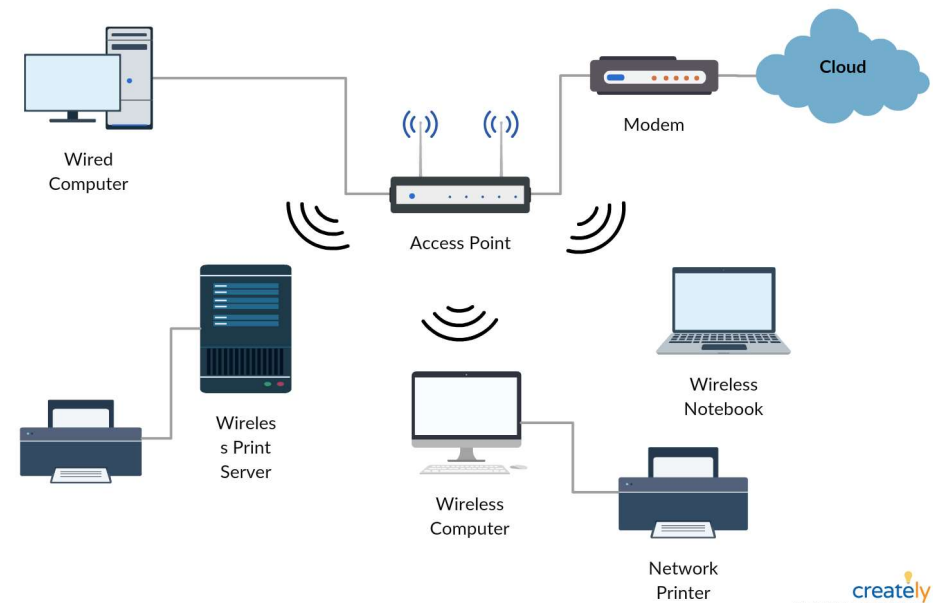 Cloud
Modem
Wired
Computer
Access Point
Wireles
s Print
Server
Wireless
Notebook
Wireless
Computer
Network
Printer
creately